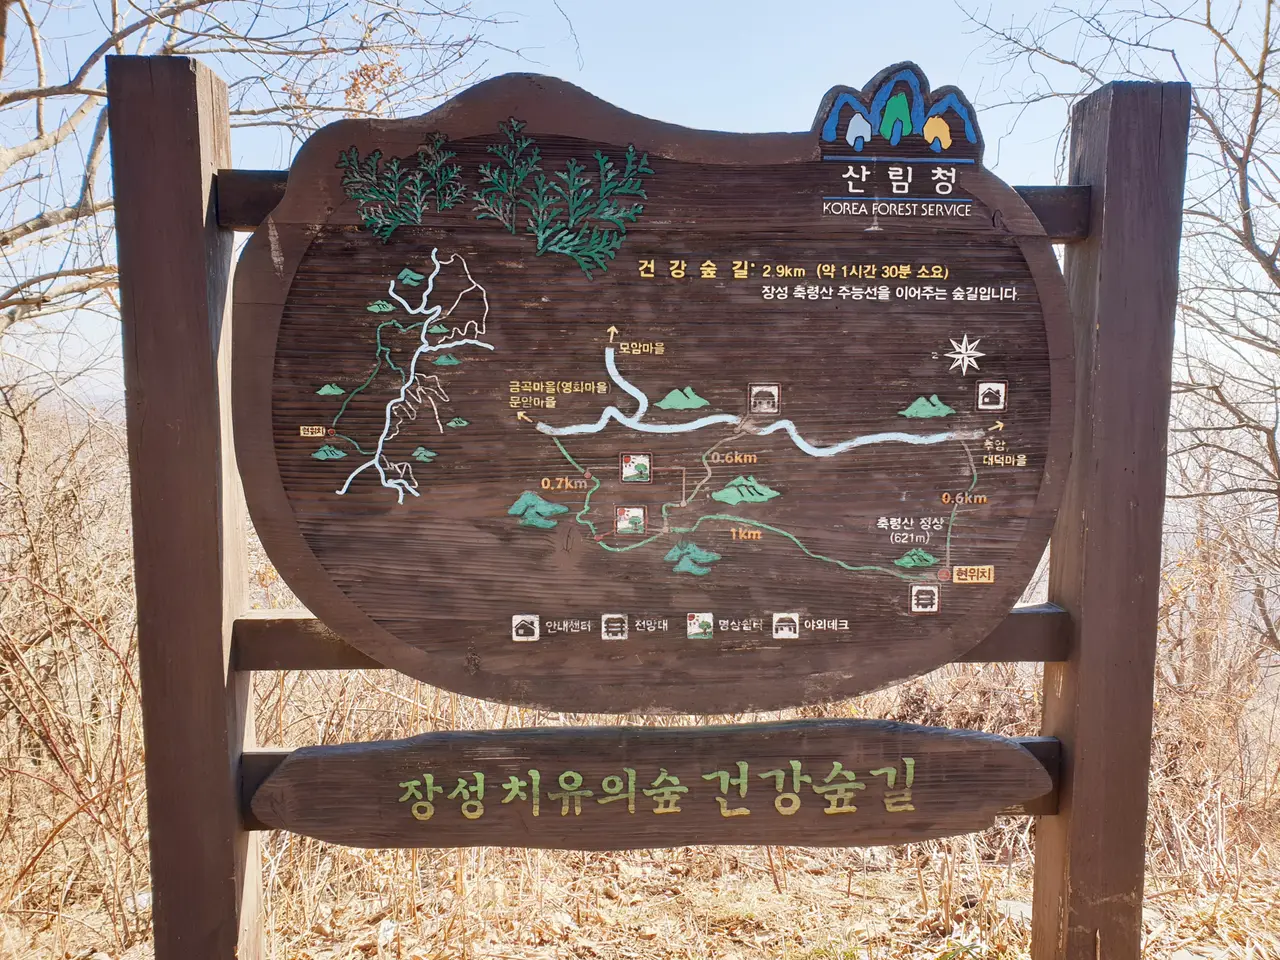 산림청
KOREA FOREST SERVICE
건강숲길 2.9km (약 1시간 30분 소요)
장성 축령산 주능선을 이어주는 숲길입니다.
모암마을
금곡마을(영화마을)
문암마을
추암,
대덕마을
현위치
0.6km
0.7km
0.6km
1km
축령산 정상
(621m)
현위치
안내센터 전망대 명상쉼터 야외데크
장성치유의숲 건강숲길